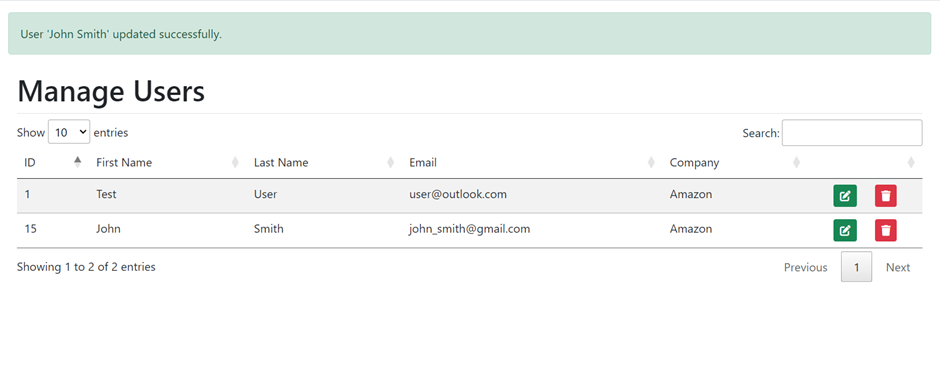 User 'John Smith' updated successfully.
Manage Users
Show 10 entries Search:
ID First Name Last Name Email Company
1 Test User user@outlook.com Amazon
15 John Smith john_smith@gmail.com Amazon
Showing 1 to 2 of 2 entries Previous 1 Next